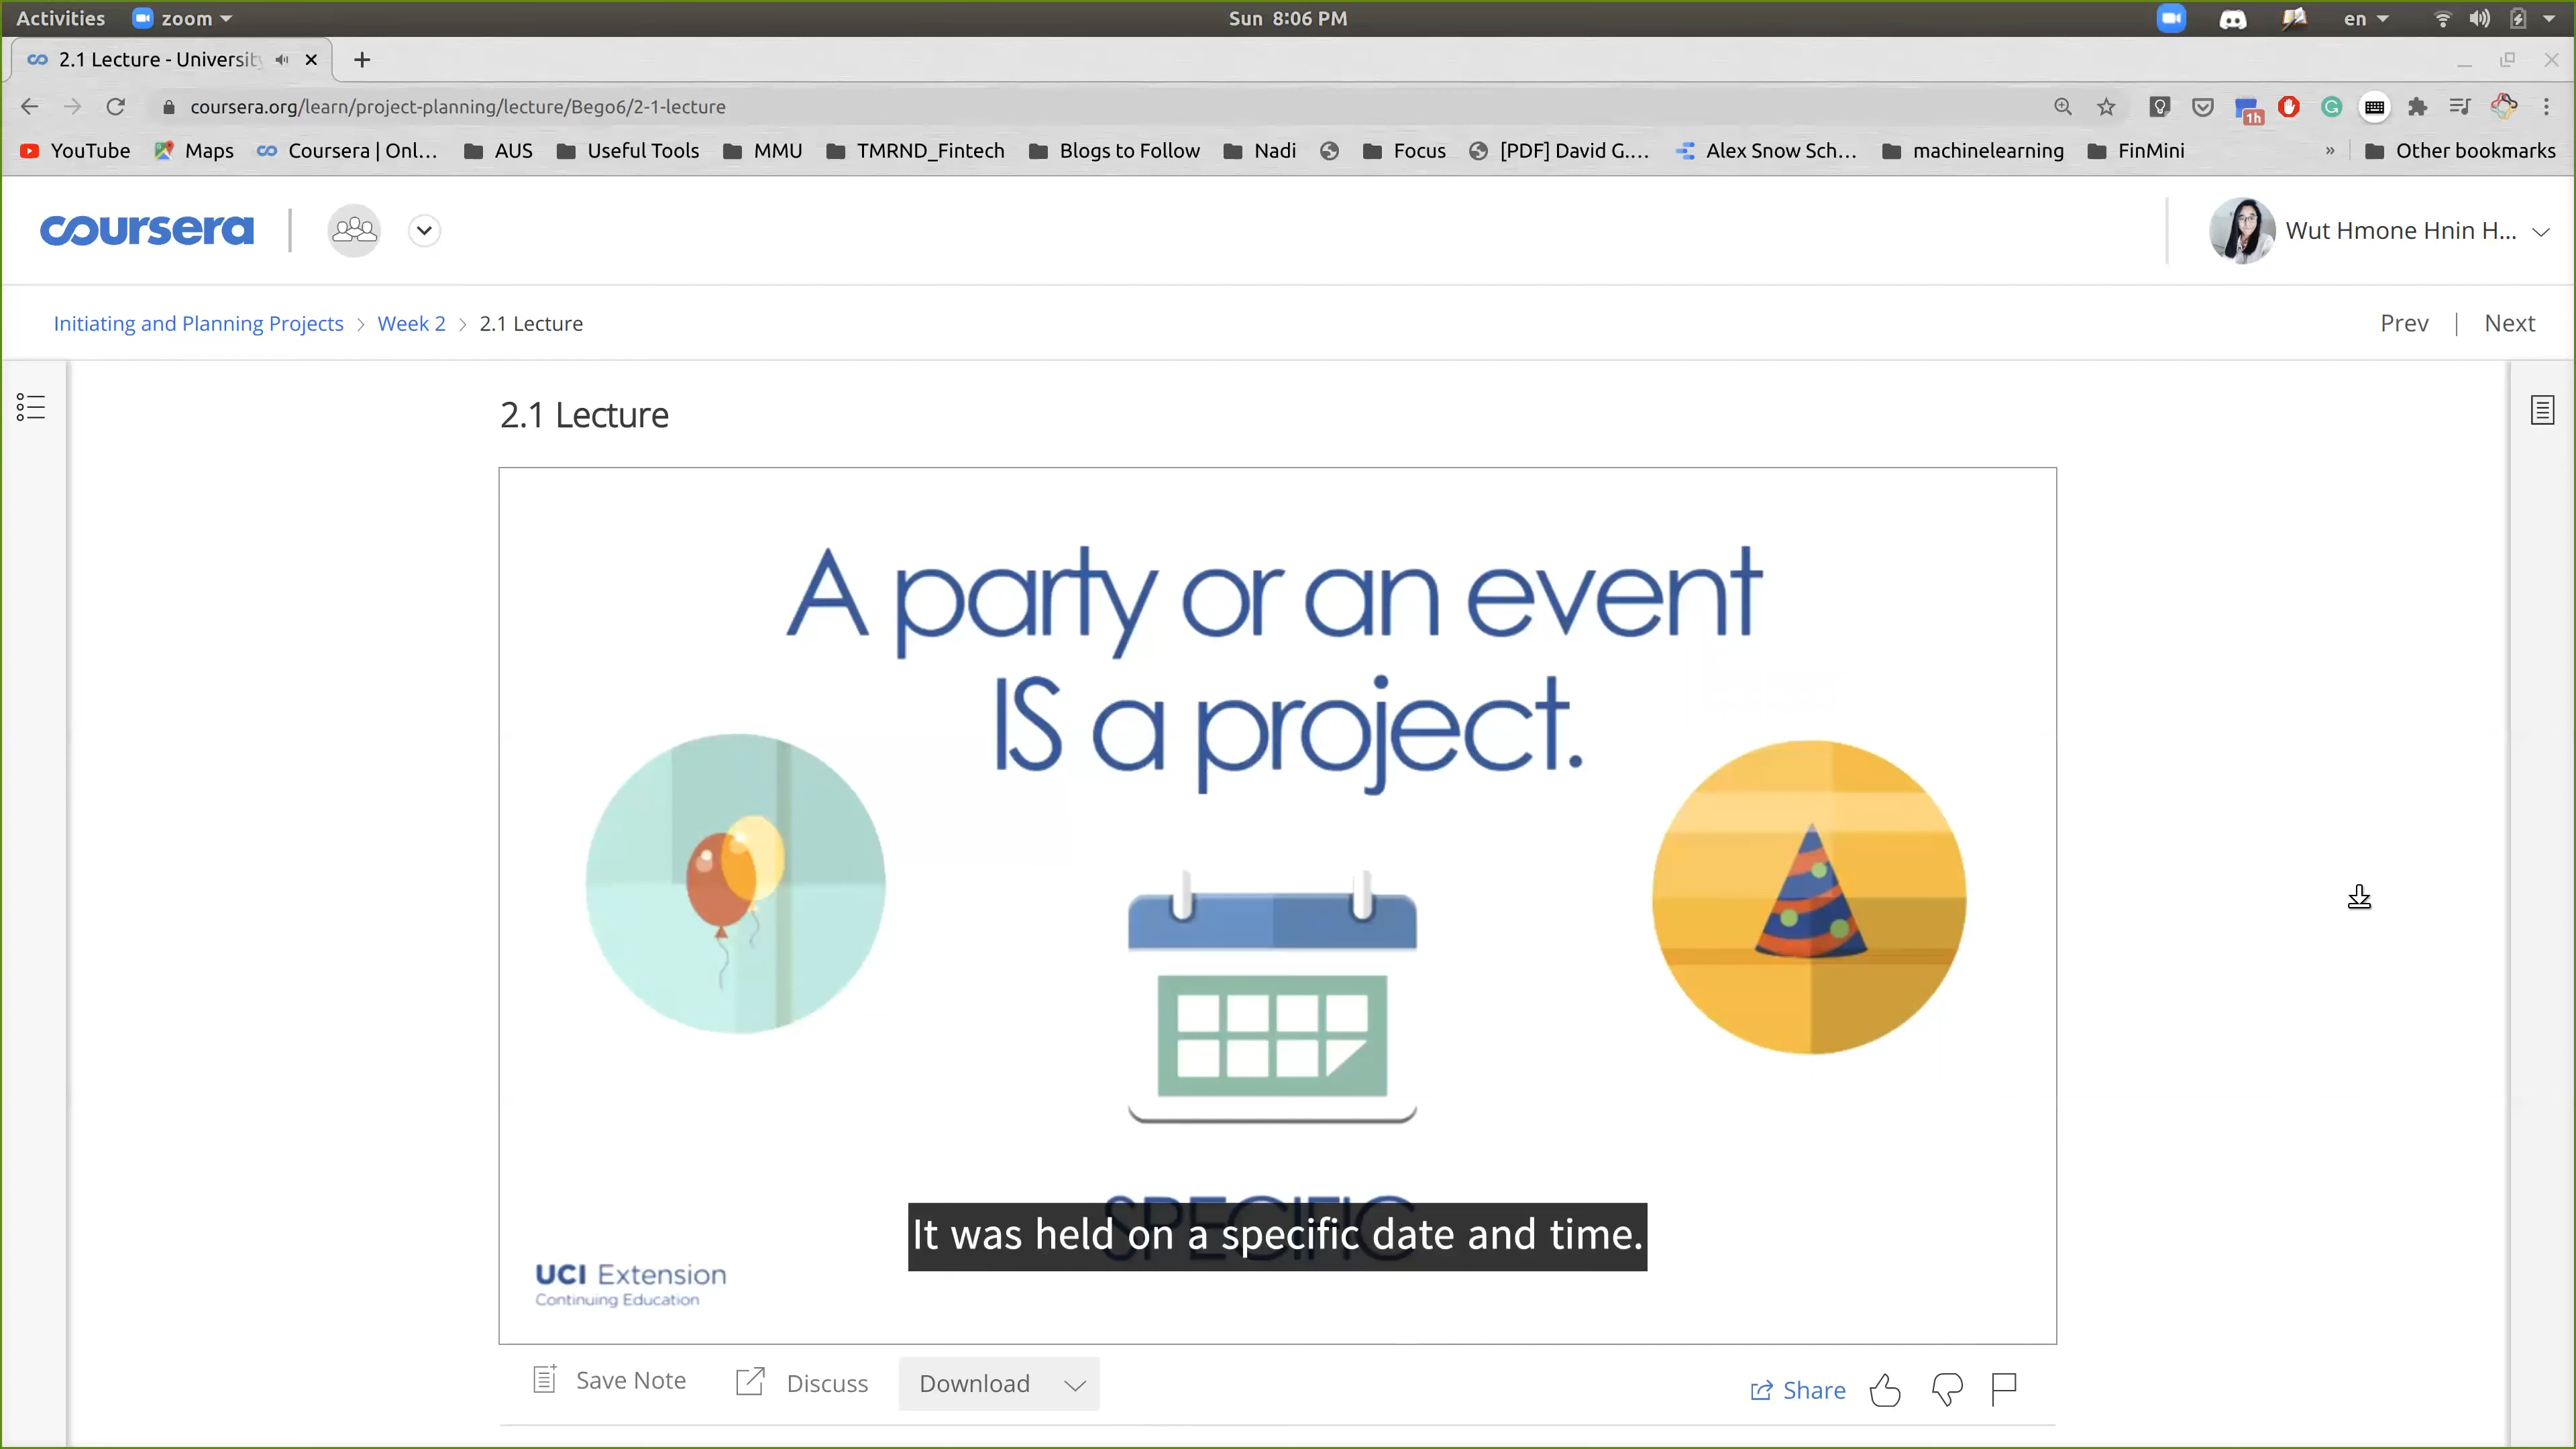 Activities zoom Sun 8:06 PM en
2.1 Lecture - University
coursera.org/learn/project-planning/lecture/Bego6/2-1-lecture 1h
YouTube Maps Coursera | Onl... AUS Useful Tools MMU TMRND_Fintech Blogs to Follow Nadi Focus [PDF] David G.... Alex Snow Sch... machinelearning FinMini » Other bookmarks
coursera Wut Hmone Hnin H...
Initiating and Planning Projects > Week 2 > 2.1 Lecture Prev | Next
2.1 Lecture
A party or an event
IS a project.
SPECIFIC
It was held on a specific date and time.
UCI Extension
Continuing Education
Save Note Discuss Download Share